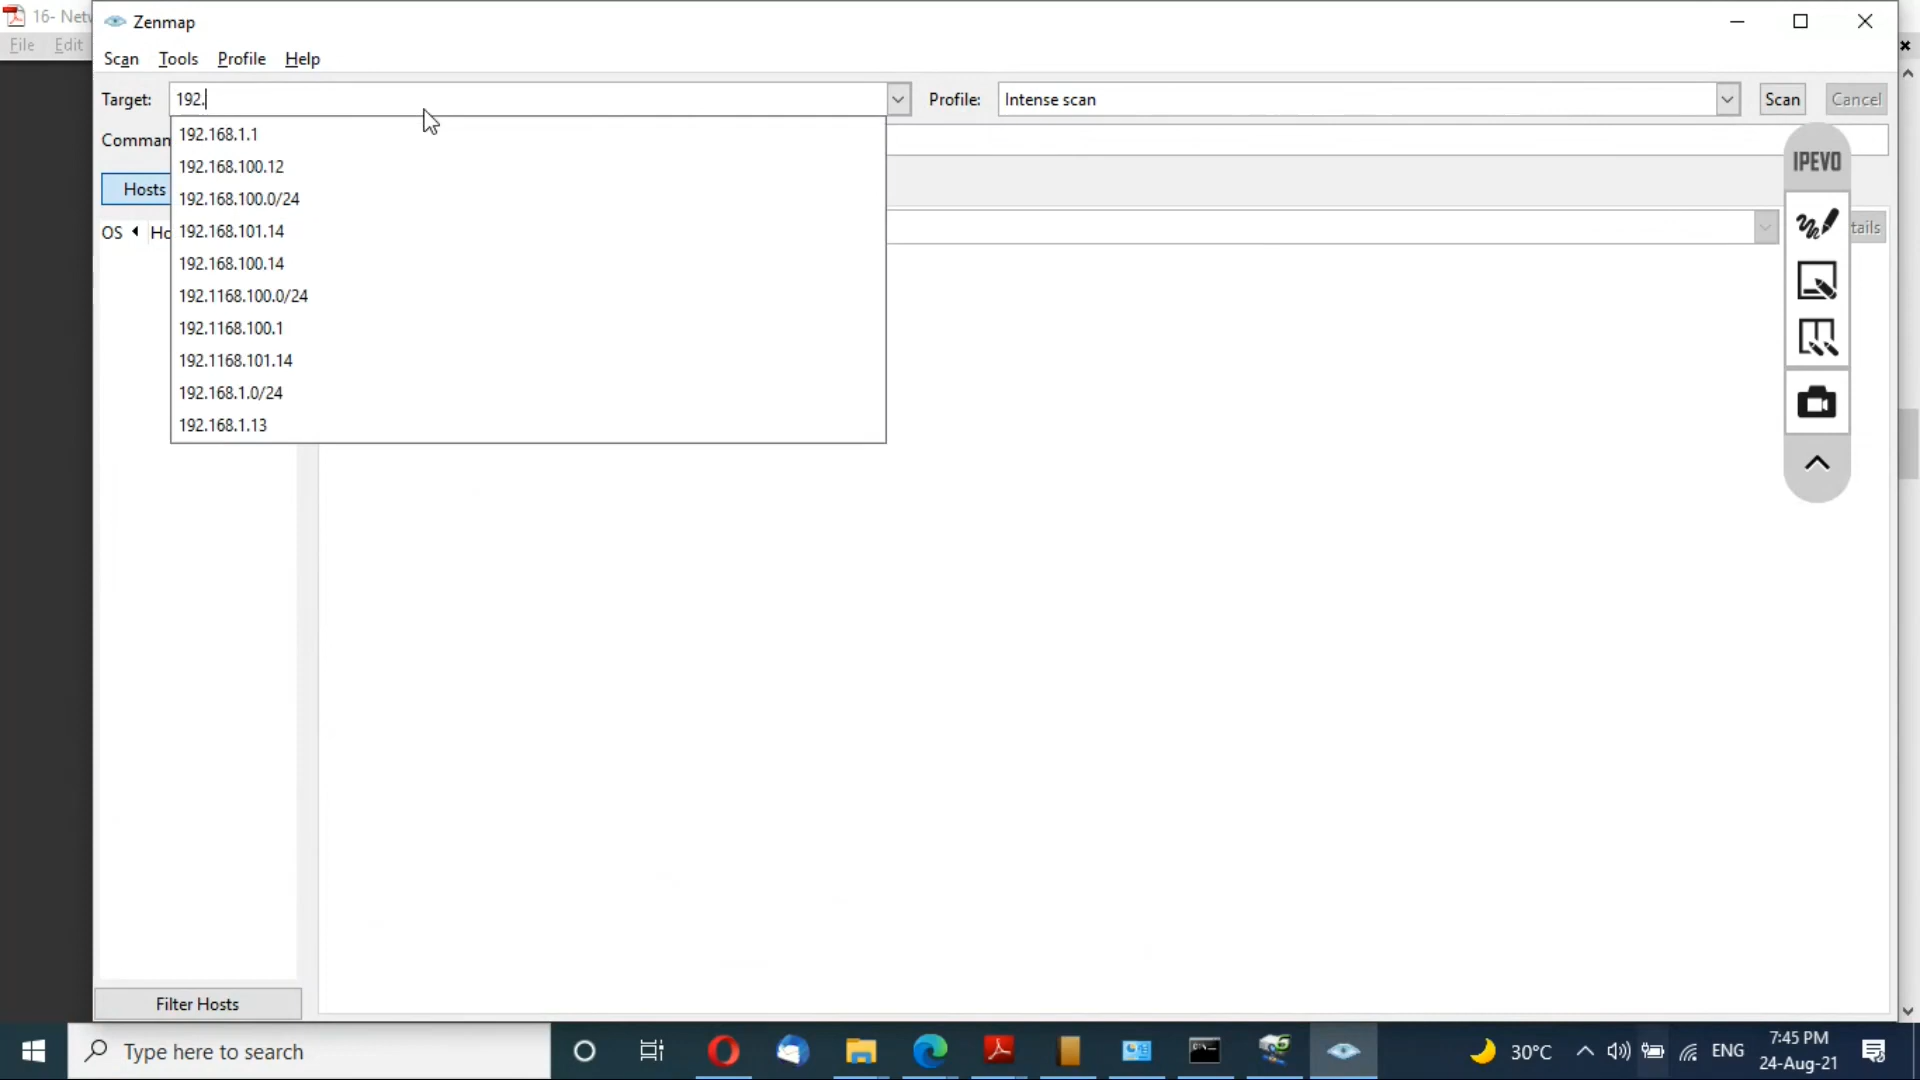 16- Netw
Zenmap
File Edit
Scan Tools Profile Help
Target: 192. Profile: Intense scan Scan Cancel
Comman
192.168.1.1
192.168.100.12
192.168.100.0/24
192.168.101.14
192.168.100.14
192.1168.100.0/24
192.1168.100.1
192.1168.101.14
192.168.1.0/24
192.168.1.13
Hosts
OS Ho
tails
IPEVO
Filter Hosts
Type here to search
30°C
ENG
7:45 PM
24-Aug-21